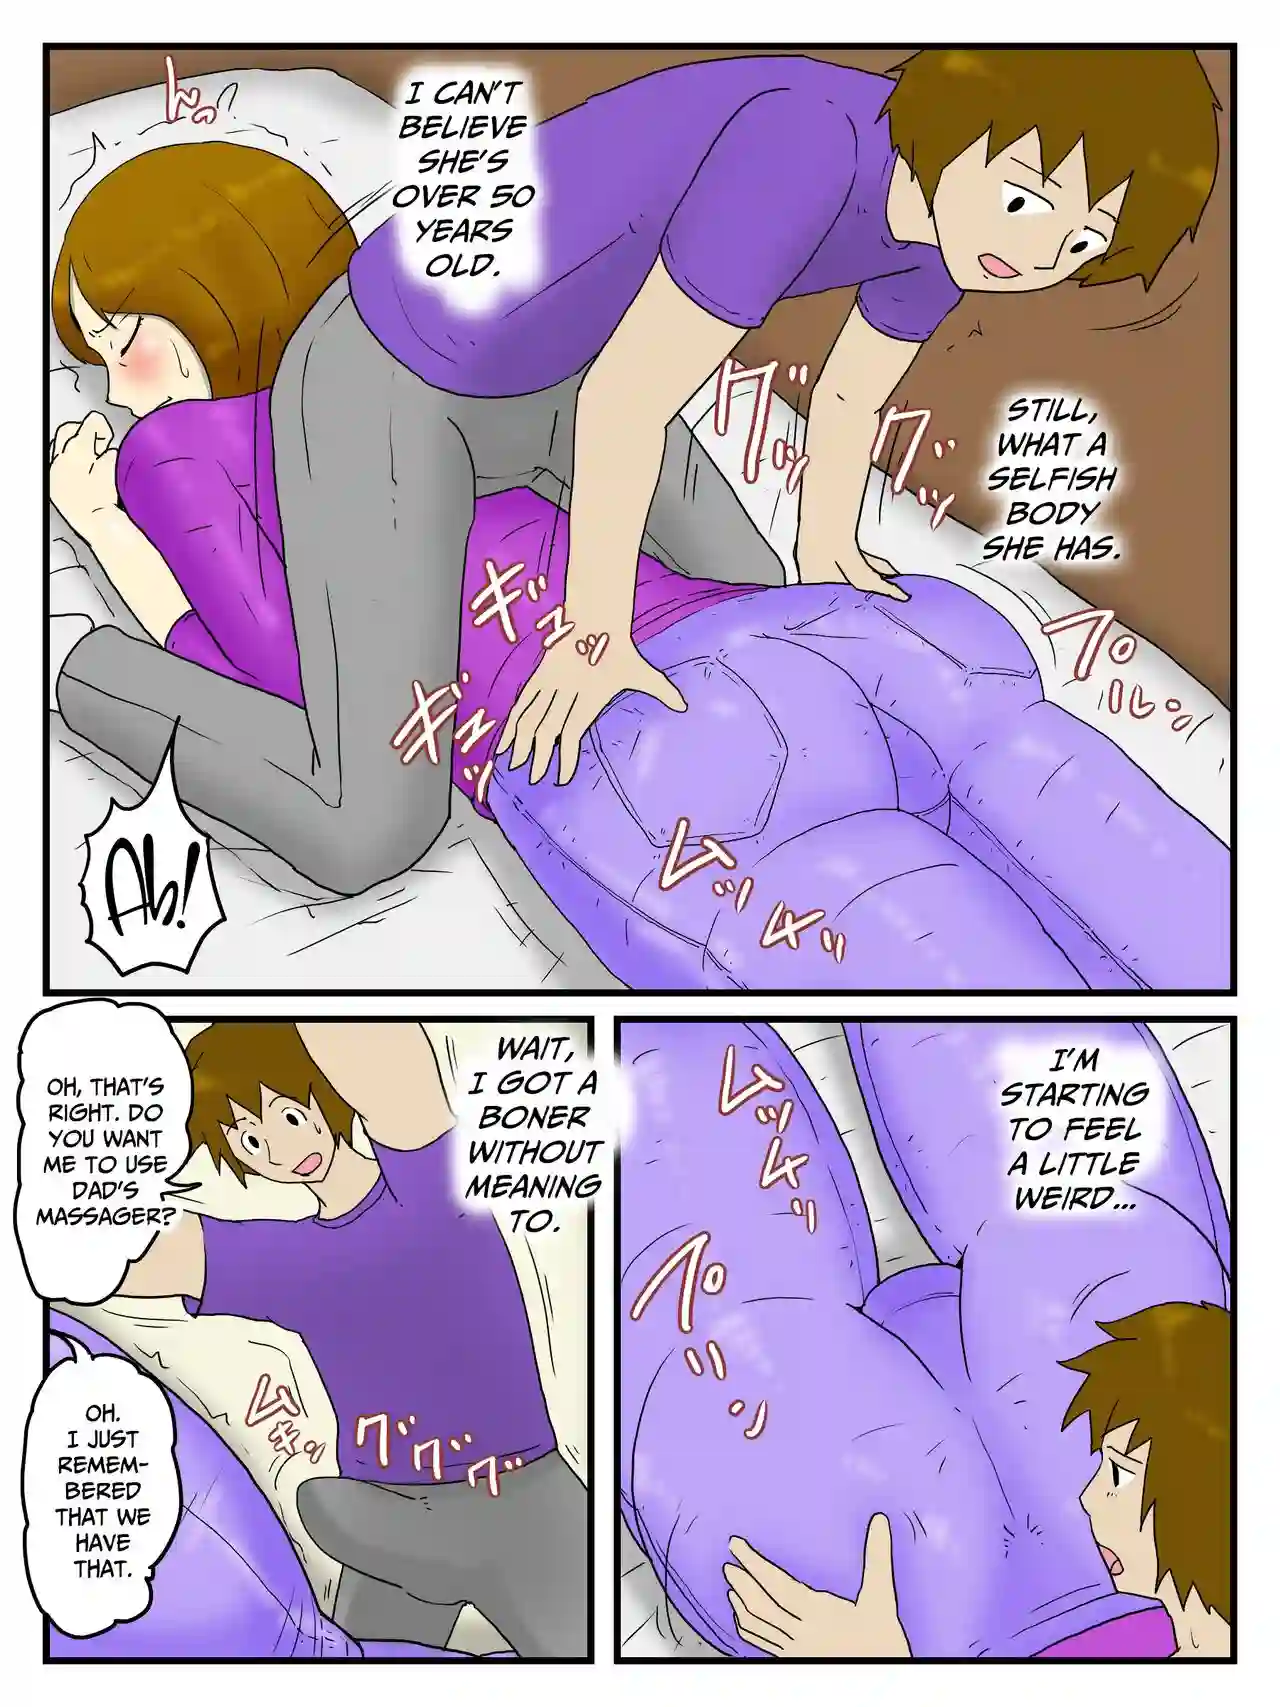 んっ
I CAN'T
BELIEVE
SHE'S
OVER 50
YEARS
OLD.
STILL,
WHAT A
SELFISH
BODY
SHE HAS.
グッ
グッ
ギュッ
ギュッ
プルン
ムッ
ムッ
Ah!
WAIT,
I GOT A
BONER
WITHOUT
MEANING
TO.
OH, THAT'S
RIGHT. DO
YOU WANT
ME TO USE
DAD'S
MASSAGER?
OH.
I JUST
REMEM-
BERED
THAT WE
HAVE
THAT.
ムキッ
グググッ
I'M
STARTING
TO FEEL
A LITTLE
WEIRD...
ムッ
ムッ
プルン